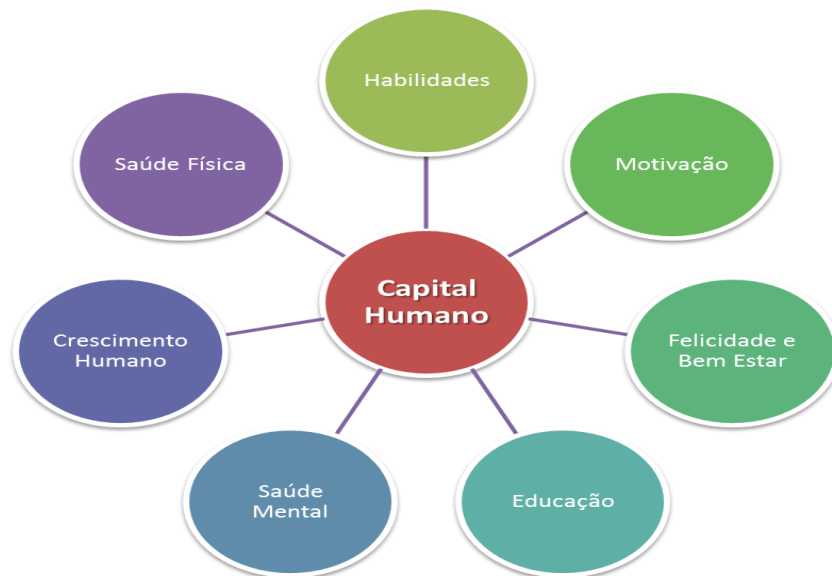 Habilidades
Motivação
Felicidade e
Bem Estar
Educação
Saúde
Mental
Crescimento
Humano
Saúde Física
Capital
Humano